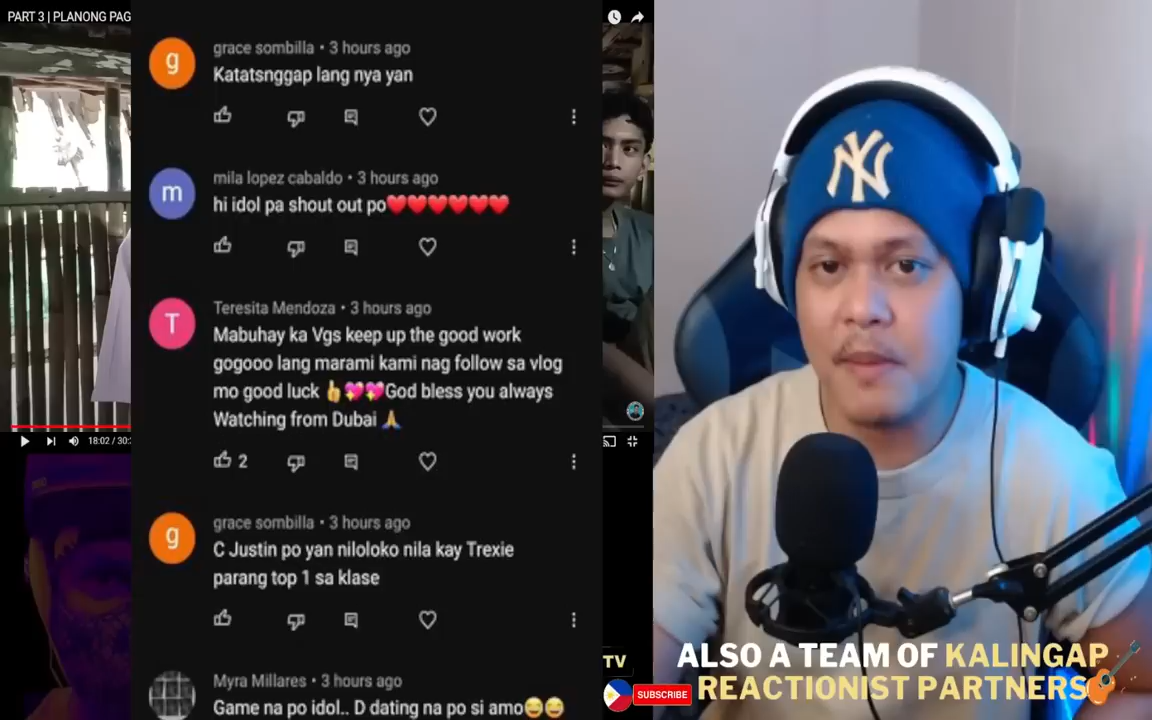 PART 3 | PLANONG PAG
grace sombilla • 3 hours ago
Katatsnggap lang nya yan
mila lopez cabaldo • 3 hours ago
hi idol pa shout out po❤️❤️❤️❤️❤️❤️
Teresita Mendoza • 3 hours ago
Mabuhay ka Vgs keep up the good work
gogooo lang marami kami nag follow sa vlog
mo good luck 👍💖💖God bless you always
Watching from Dubai 🙏
2
18:02 / 30:
grace sombilla • 3 hours ago
C Justin po yan niloloko nila kay Trexie
parang top 1 sa klase
Myra Millares • 3 hours ago
Game na po idol.. D dating na po si amo😂😂
g
m
T
g
NY
TV
SUBSCRIBE
ALSO A TEAM OF KALINGAP
REACTIONIST PARTNERS